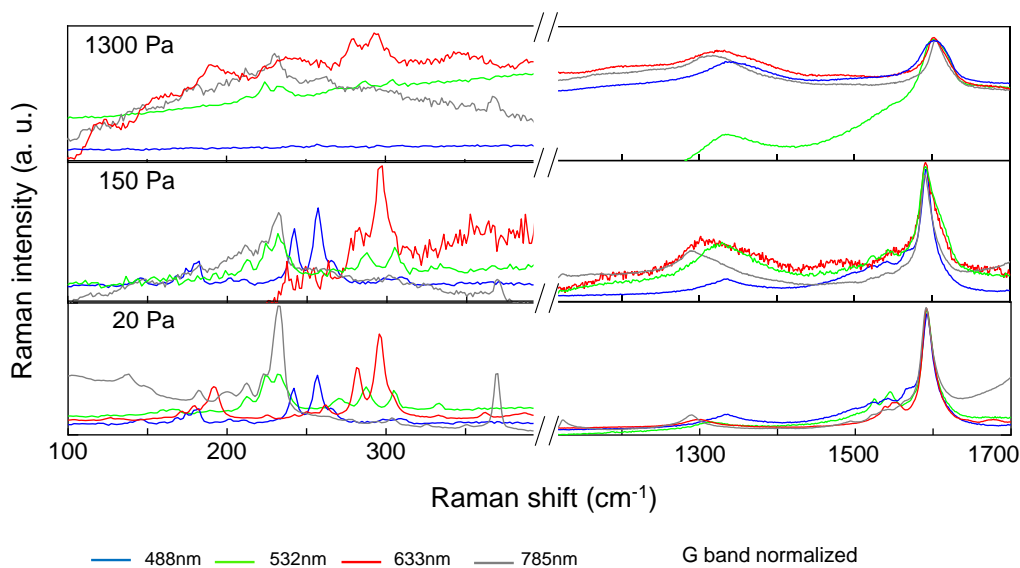 1300 Pa
150 Pa
20 Pa
Raman intensity (a. u.)
100 200 300 1300 1500 1700
Raman shift (cm-1)
488nm 532nm 633nm 785nm G band normalized